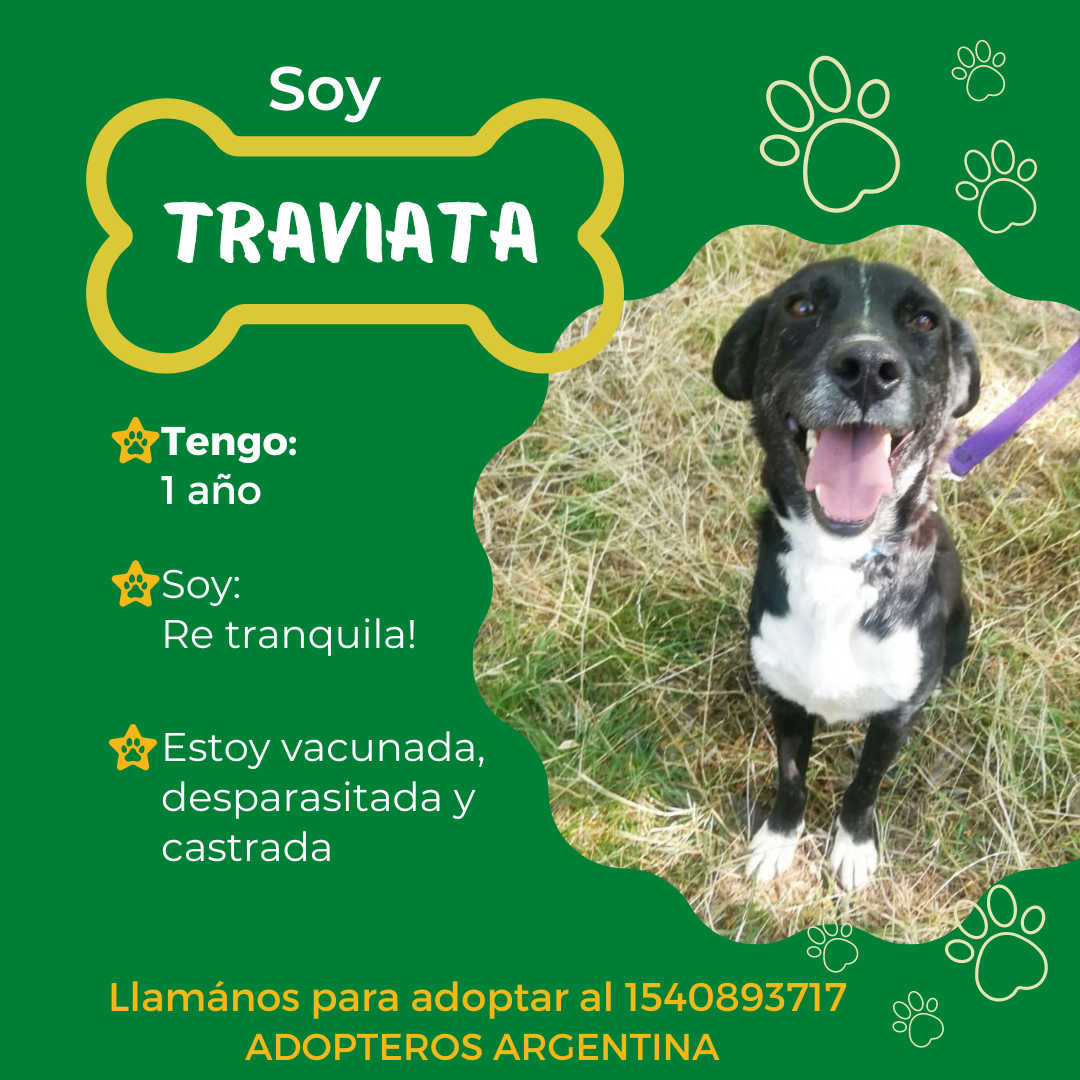 Soy
TRAVIATA
Tengo:
1 año
Soy:
Re tranquila!
Estoy vacunada,
desparasitada y
castrada
Llamános para adoptar al 1540893717
ADOPTEROS ARGENTINA